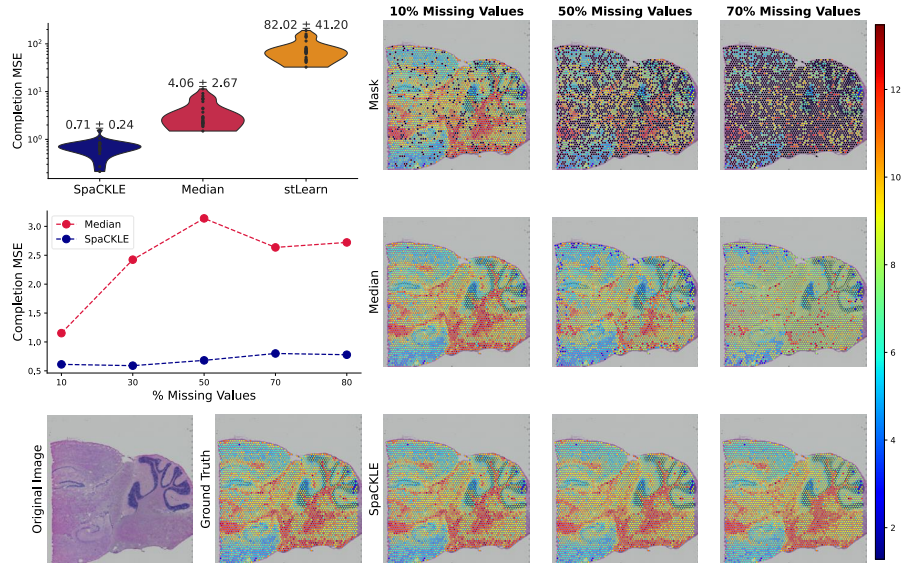 82.02 ± 41.20
4.06 ± 2.67
0.71 ± 0.24
Completion MSE
10²
10¹
10⁰
SpaCKLE
Median
stLearn
10% Missing Values
50% Missing Values
70% Missing Values
Mask
Median
SpaCKLE
Completion MSE
3.0
2.5
2.0
1.5
1.0
0,5
Median
SpaCKLE
10
30
50
70
80
% Missing Values
Original Image
Ground Truth
12
10
8
6
4
2